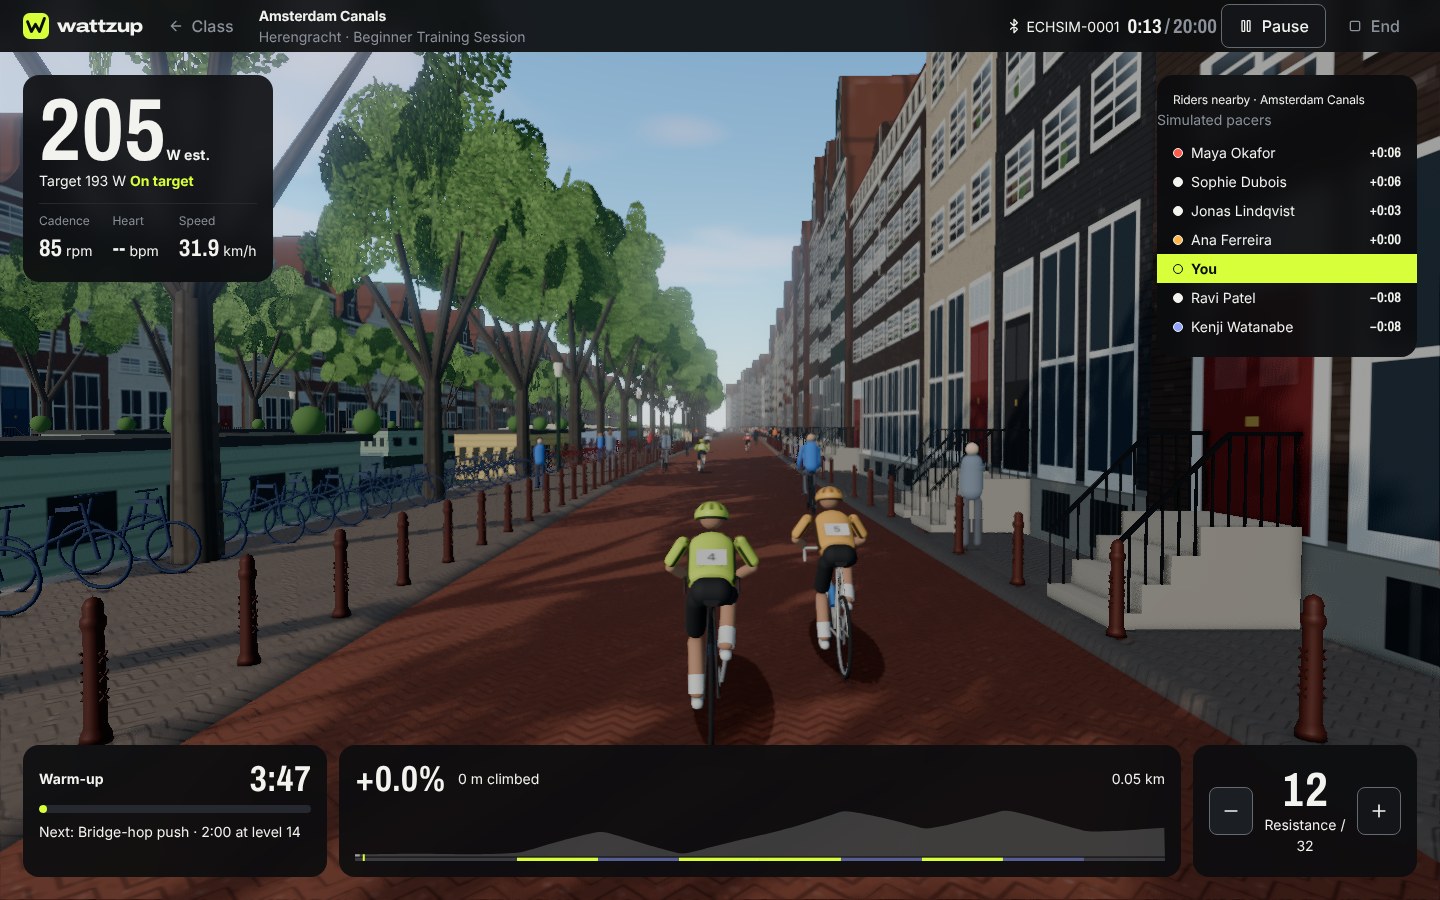 wattzup
Class
Amsterdam Canals
Herengracht · Beginner Training Session
ECHSIM-0001
0:13 / 20:00
Pause
End
205 W est.
Target 193 W On target
Cadence Heart Speed
85 rpm -- bpm 31.9 km/h
Riders nearby · Amsterdam Canals
Simulated pacers
Maya Okafor +0:06
Sophie Dubois +0:06
Jonas Lindqvist +0:03
Ana Ferreira +0:00
You
Ravi Patel −0:08
Kenji Watanabe −0:08
4
5
Warm-up 3:47
Next: Bridge-hop push · 2:00 at level 14
+0.0% 0 m climbed 0.05 km
12
Resistance /
32